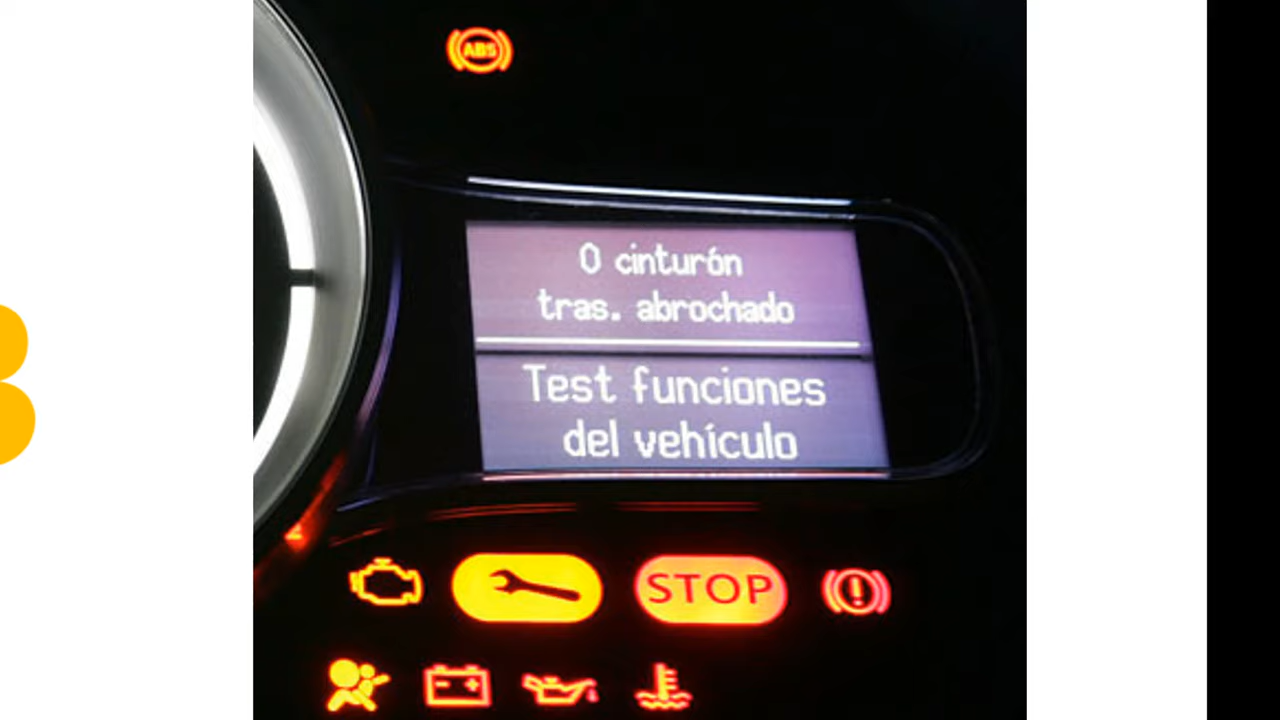 ABS
0 cinturón
tras. abrochado
Test funciones
del vehículo
STOP